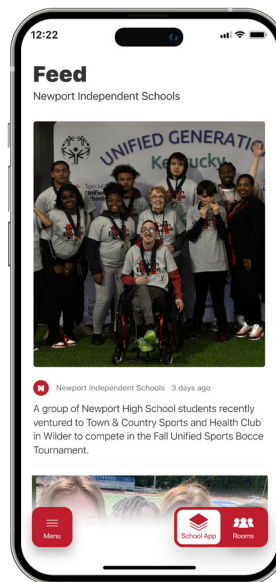 12:22
Feed
Newport Independent Schools
UNIFIED GENERATION
Kentucky
N
Newport Independent Schools 3 days ago
A group of Newport High School students recently
ventured to Town & Country Sports and Health Club
in Wilder to compete in the Fall Unified Sports Bocce
Tournament.
Menu
School App
Rooms